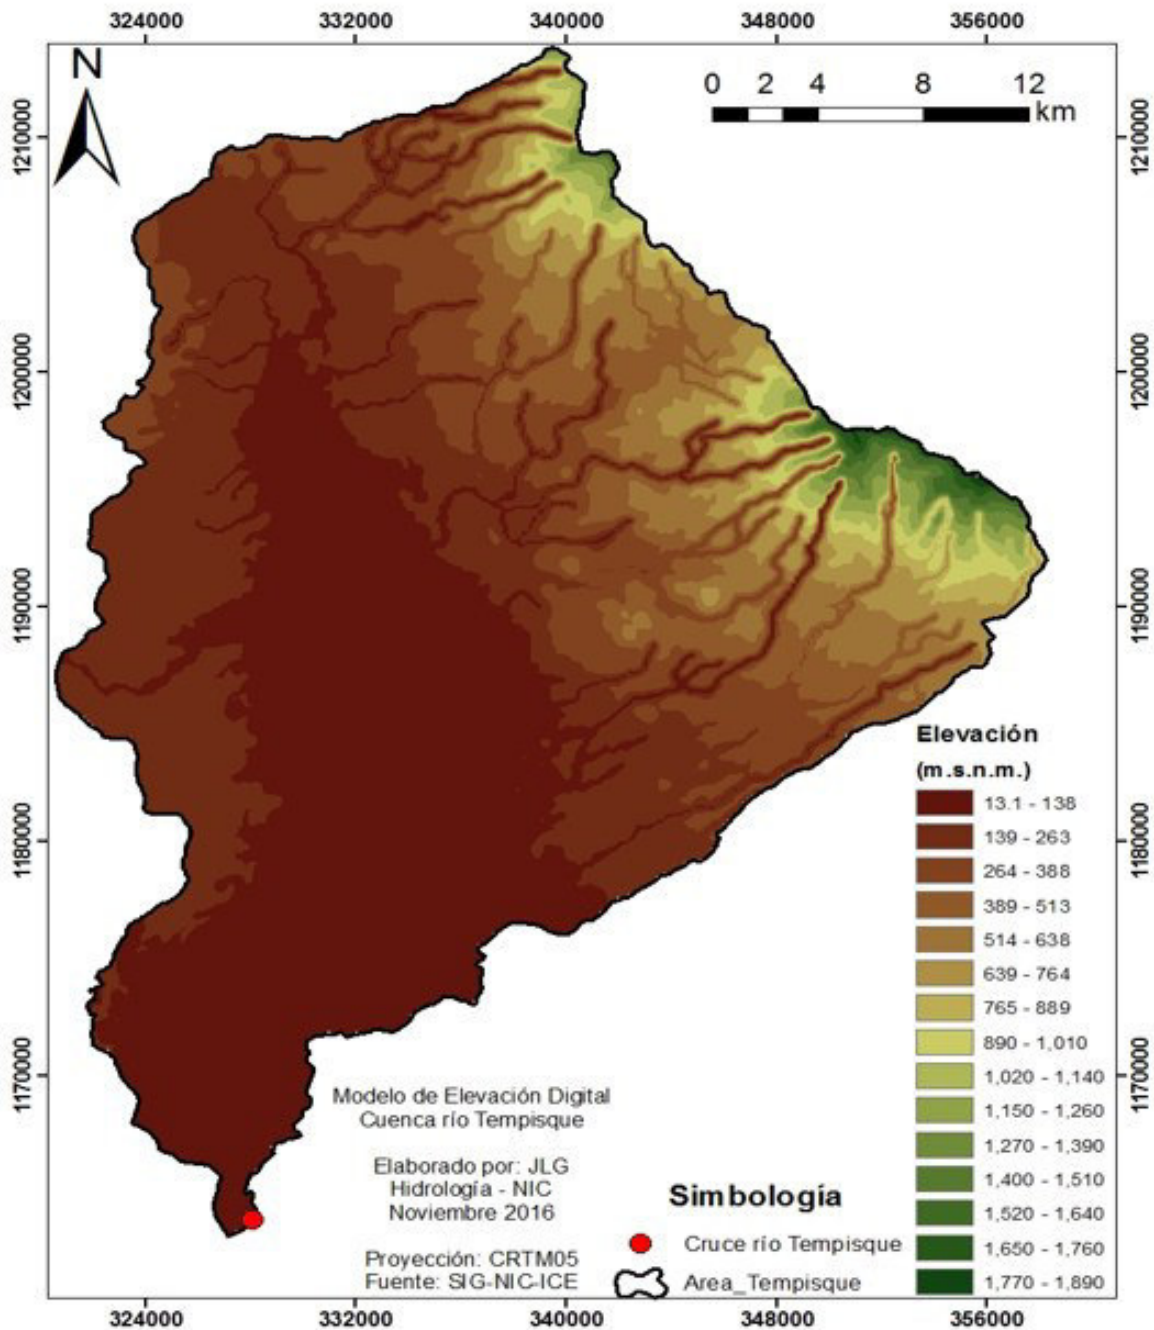 324000 332000 340000 348000 356000
N
0 2 4 8 12
km
1210000 1210000
1200000 1200000
1190000 1190000
1180000 1180000
1170000 1170000
Elevación
(m.s.n.m.)
13.1 - 138
139 - 263
264 - 388
389 - 513
514 - 638
639 - 764
765 - 889
890 - 1,010
1,020 - 1,140
1,150 - 1,260
1,270 - 1,390
1,400 - 1,510
1,520 - 1,640
1,650 - 1,760
1,770 - 1,890
Modelo de Elevación Digital
Cuenca río Tempisque
Elaborado por: JLG
Hidrología - NIC
Noviembre 2016
Proyección: CRTM05
Fuente: SIG-NIC-ICE
Simbología
Cruce río Tempisque
Area_Tempisque
324000 332000 340000 348000 356000